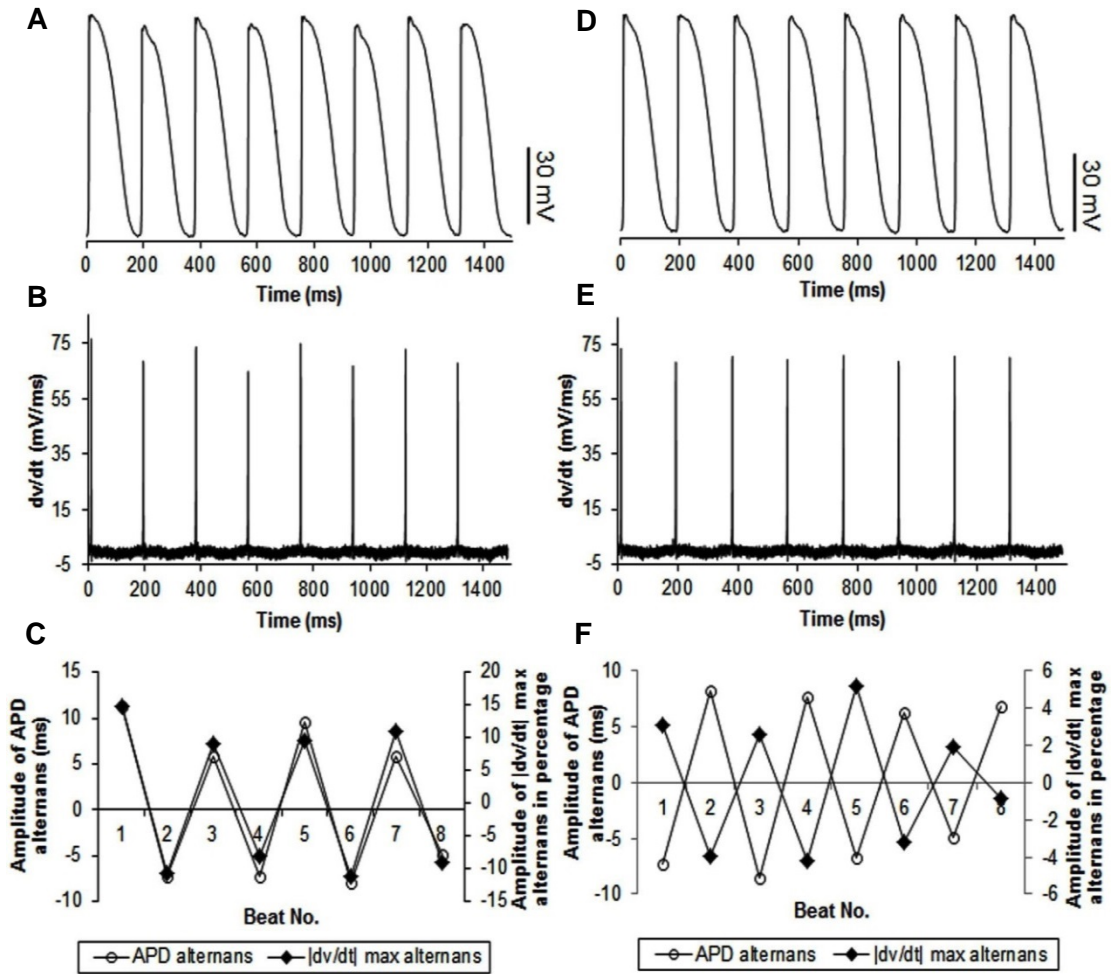 A
30 mV
0 200 400 600 800 1000 1200 1400
Time (ms)
B
dv/dt (mV/ms)
75
55
35
15
-5
0 200 400 600 800 1000 1200 1400
Time (ms)
C
Amplitude of APD
alternans (ms)
15
10
5
0
-5
-10
1 2 3 4 5 6 7 8
20
15
10
5
0
-5
-10
-15
Amplitude of |dv/dt| max
alternans in percentage
Beat No.
APD alternans |dv/dt| max alternans
D
30 mV
0 200 400 600 800 1000 1200 1400
Time (ms)
E
dv/dt (mV/ms)
75
55
35
15
-5
0 200 400 600 800 1000 1200 1400
Time (ms)
F
Amplitude of APD
alternans (ms)
10
5
0
-5
-10
1 2 3 4 5 6 7 8
6
4
2
0
-2
-4
-6
Amplitude of |dv/dt| max
alternans in percentage
Beat No.
APD alternans |dv/dt| max alternans